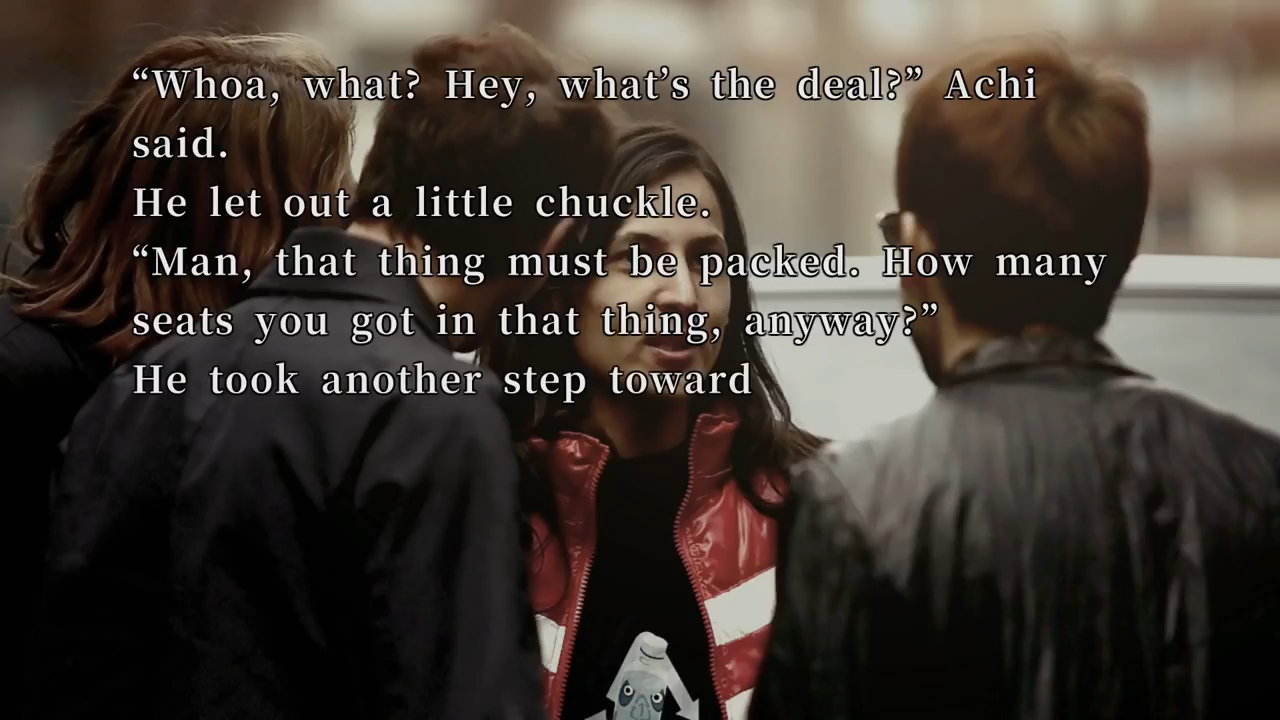 “Whoa, what? Hey, what’s the deal?” Achi
said.
He let out a little chuckle.
“Man, that thing must be packed. How many
seats you got in that thing, anyway?”
He took another step toward